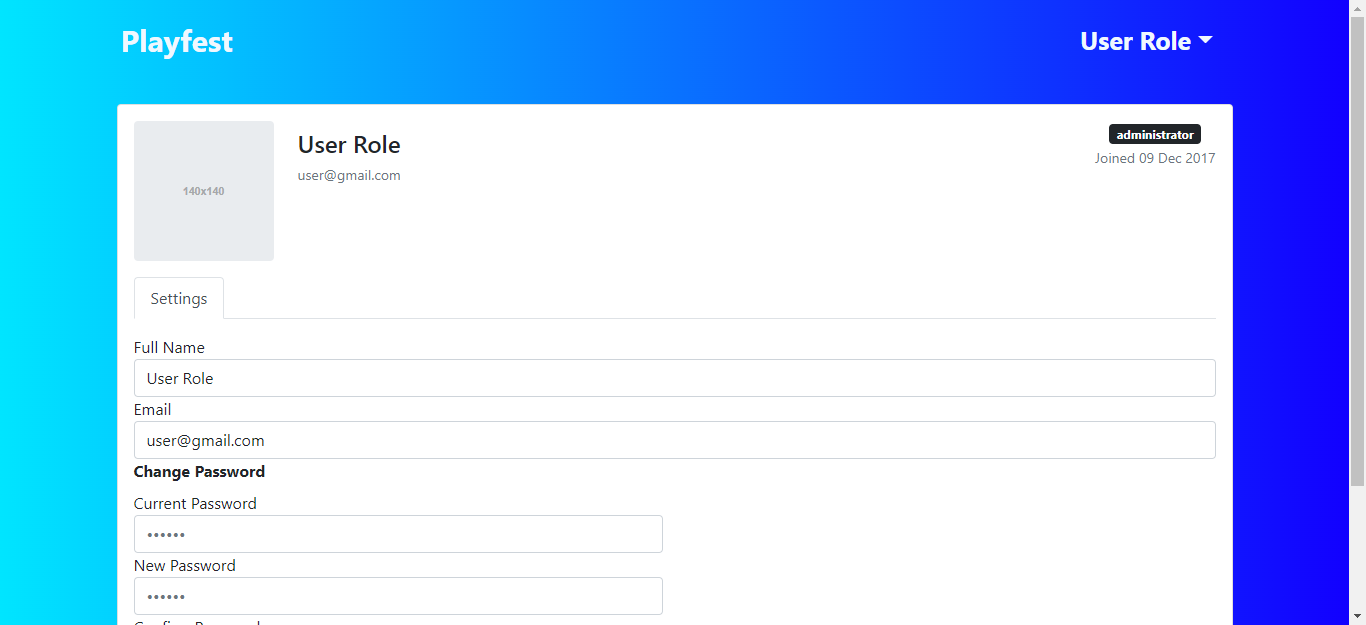 Playfest
User Role
140x140
User Role
user@gmail.com
administrator
Joined 09 Dec 2017
Settings
Full Name
User Role
Email
user@gmail.com
Change Password
Current Password
••••••
New Password
••••••